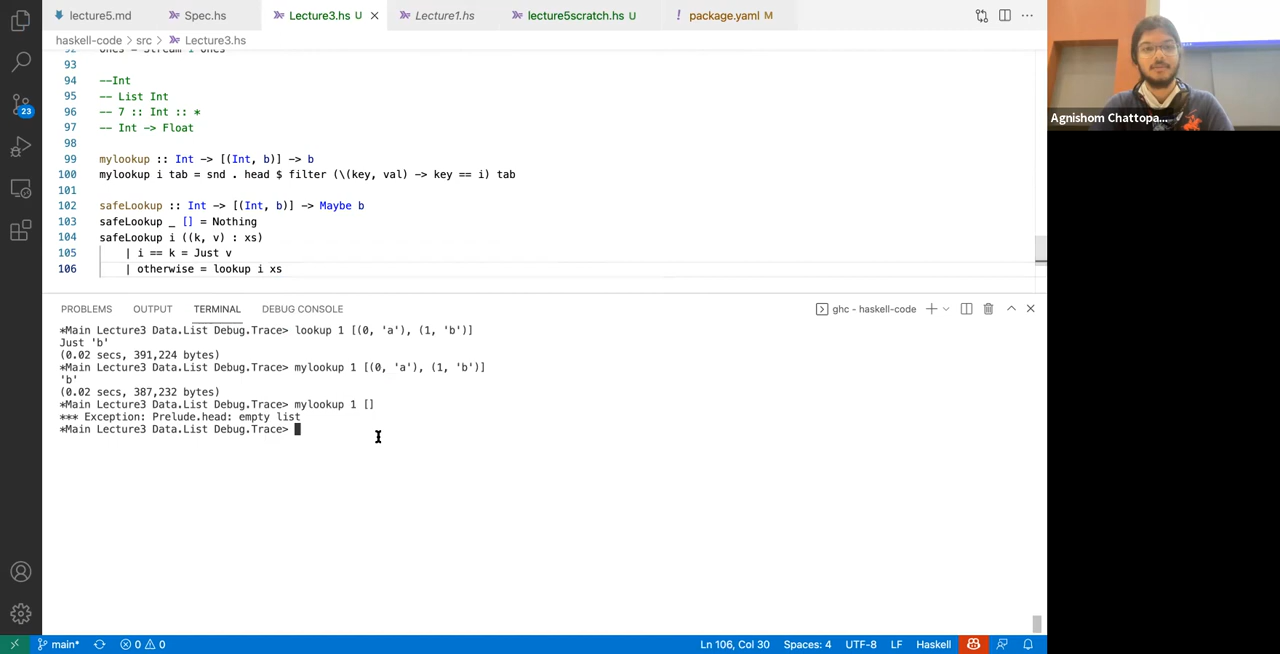 lecture5.md
Spec.hs
Lecture3.hs U
Lecture1.hs
lecture5scratch.hs U
! package.yaml M
haskell-code > src > Lecture3.hs
92 ones = Stream 1 ones
93
94 --Int
95 -- List Int
96 -- 7 :: Int :: *
97 -- Int -> Float
98
99 mylookup :: Int -> [(Int, b)] -> b
100 mylookup i tab = snd . head $ filter (\(key, val) -> key == i) tab
101
102 safeLookup :: Int -> [(Int, b)] -> Maybe b
103 safeLookup _ [] = Nothing
104 safeLookup i ((k, v) : xs)
105 | i == k = Just v
106 | otherwise = lookup i xs
PROBLEMS OUTPUT TERMINAL DEBUG CONSOLE
ghc - haskell-code
*Main Lecture3 Data.List Debug.Trace> lookup 1 [(0, 'a'), (1, 'b')]
Just 'b'
(0.02 secs, 391,224 bytes)
*Main Lecture3 Data.List Debug.Trace> mylookup 1 [(0, 'a'), (1, 'b')]
'b'
(0.02 secs, 387,232 bytes)
*Main Lecture3 Data.List Debug.Trace> mylookup 1 []
*** Exception: Prelude.head: empty list
*Main Lecture3 Data.List Debug.Trace>
23
main*
0 0
Ln 106, Col 30 Spaces: 4 UTF-8 LF Haskell
Agnishom Chattopa...